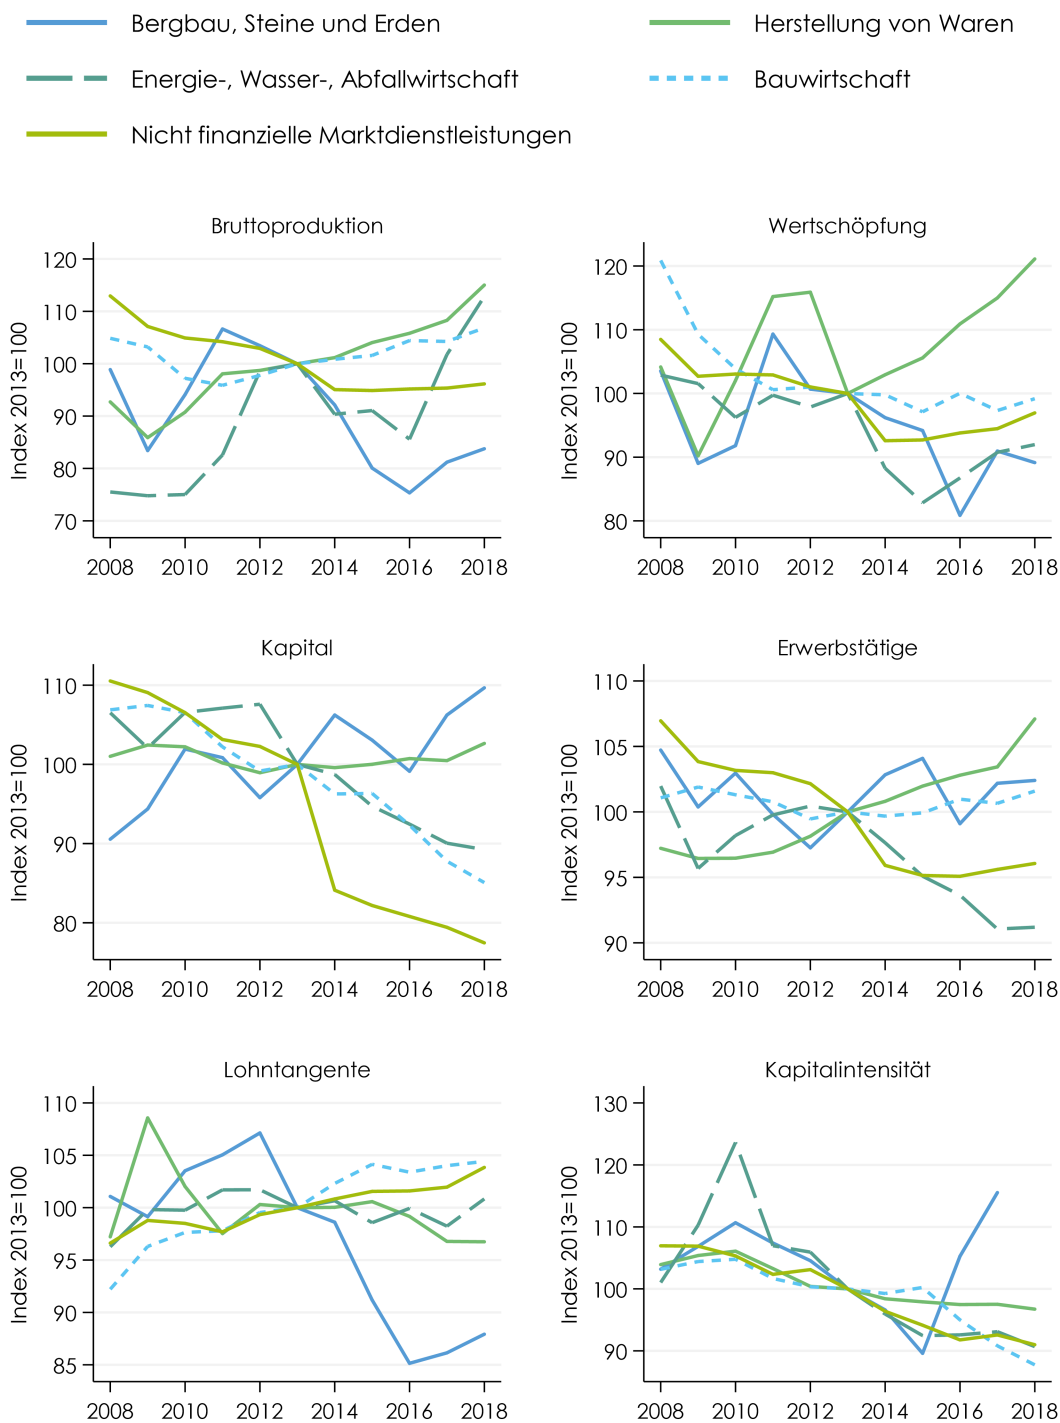 Bergbau, Steine und Erden
Herstellung von Waren
Energie-, Wasser-, Abfallwirtschaft
Bauwirtschaft
Nicht finanzielle Marktdienstleistungen
Bruttoproduktion
Index 2013=100
120
110
100
90
80
70
2008 2010 2012 2014 2016 2018
Wertschöpfung
Index 2013=100
120
110
100
90
80
2008 2010 2012 2014 2016 2018
Kapital
Index 2013=100
110
100
90
80
2008 2010 2012 2014 2016 2018
Erwerbstätige
Index 2013=100
110
105
100
95
90
2008 2010 2012 2014 2016 2018
Lohntangente
Index 2013=100
110
105
100
95
90
85
2008 2010 2012 2014 2016 2018
Kapitalintensität
Index 2013=100
130
120
110
100
90
2008 2010 2012 2014 2016 2018